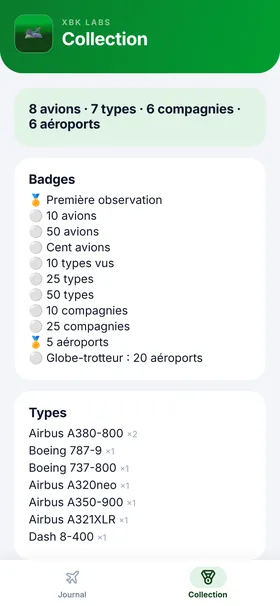 XBK LABS
Collection
8 avions · 7 types · 6 compagnies ·
6 aéroports
Badges
Première observation
10 avions
50 avions
Cent avions
10 types vus
25 types
50 types
10 compagnies
25 compagnies
5 aéroports
Globe-trotteur : 20 aéroports
Types
Airbus A380-800 ×2
Boeing 787-9 ×1
Boeing 737-800 ×1
Airbus A320neo ×1
Airbus A350-900 ×1
Airbus A321XLR ×1
Dash 8-400 ×1
Journal
Collection